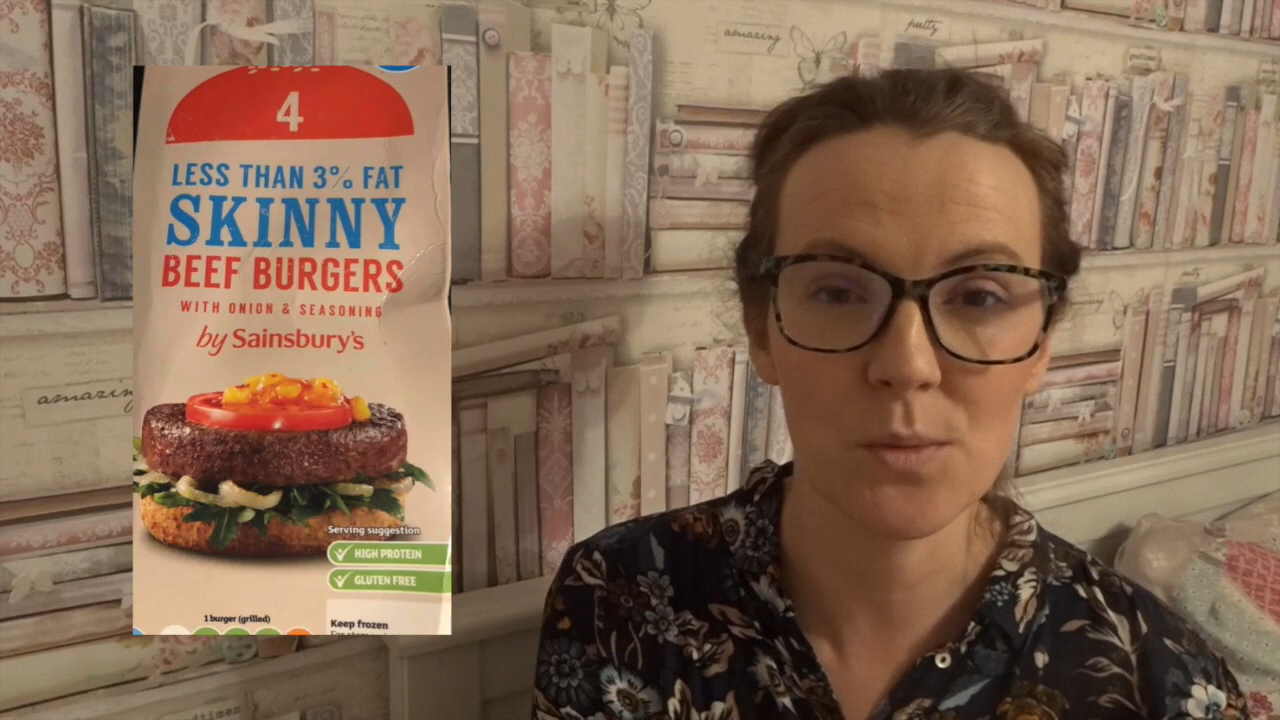 amazing
pretty
4
LESS THAN 3% FAT
SKINNY
BEEF BURGERS
WITH ONION & SEASONING
by Sainsbury's
amazing
pretty
Serving suggestion
HIGH PROTEIN
GLUTEN FREE
1 burger (grilled)
Keep frozen